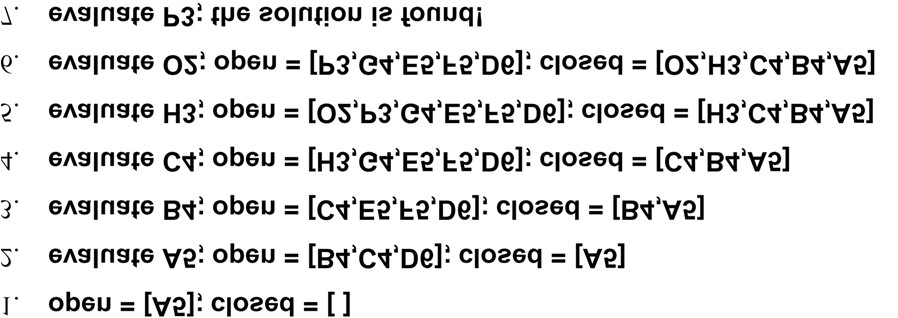 1. open = [A5]; closed = [ ]
2. evaluate A5; open = [B4,C4,D6]; closed = [A5]
3. evaluate B4; open = [C4,E5,F5,D6]; closed = [B4,A5]
4. evaluate C4; open = [H3,G4,E5,F5,D6]; closed = [C4,B4,A5]
5. evaluate H3; open = [O2,P3,G4,E5,F5,D6]; closed = [H3,C4,B4,A5]
6. evaluate O2; open = [P3,G4,E5,F5,D6]; closed = [O2,H3,C4,B4,A5]
7. evaluate P3; the solution is found!